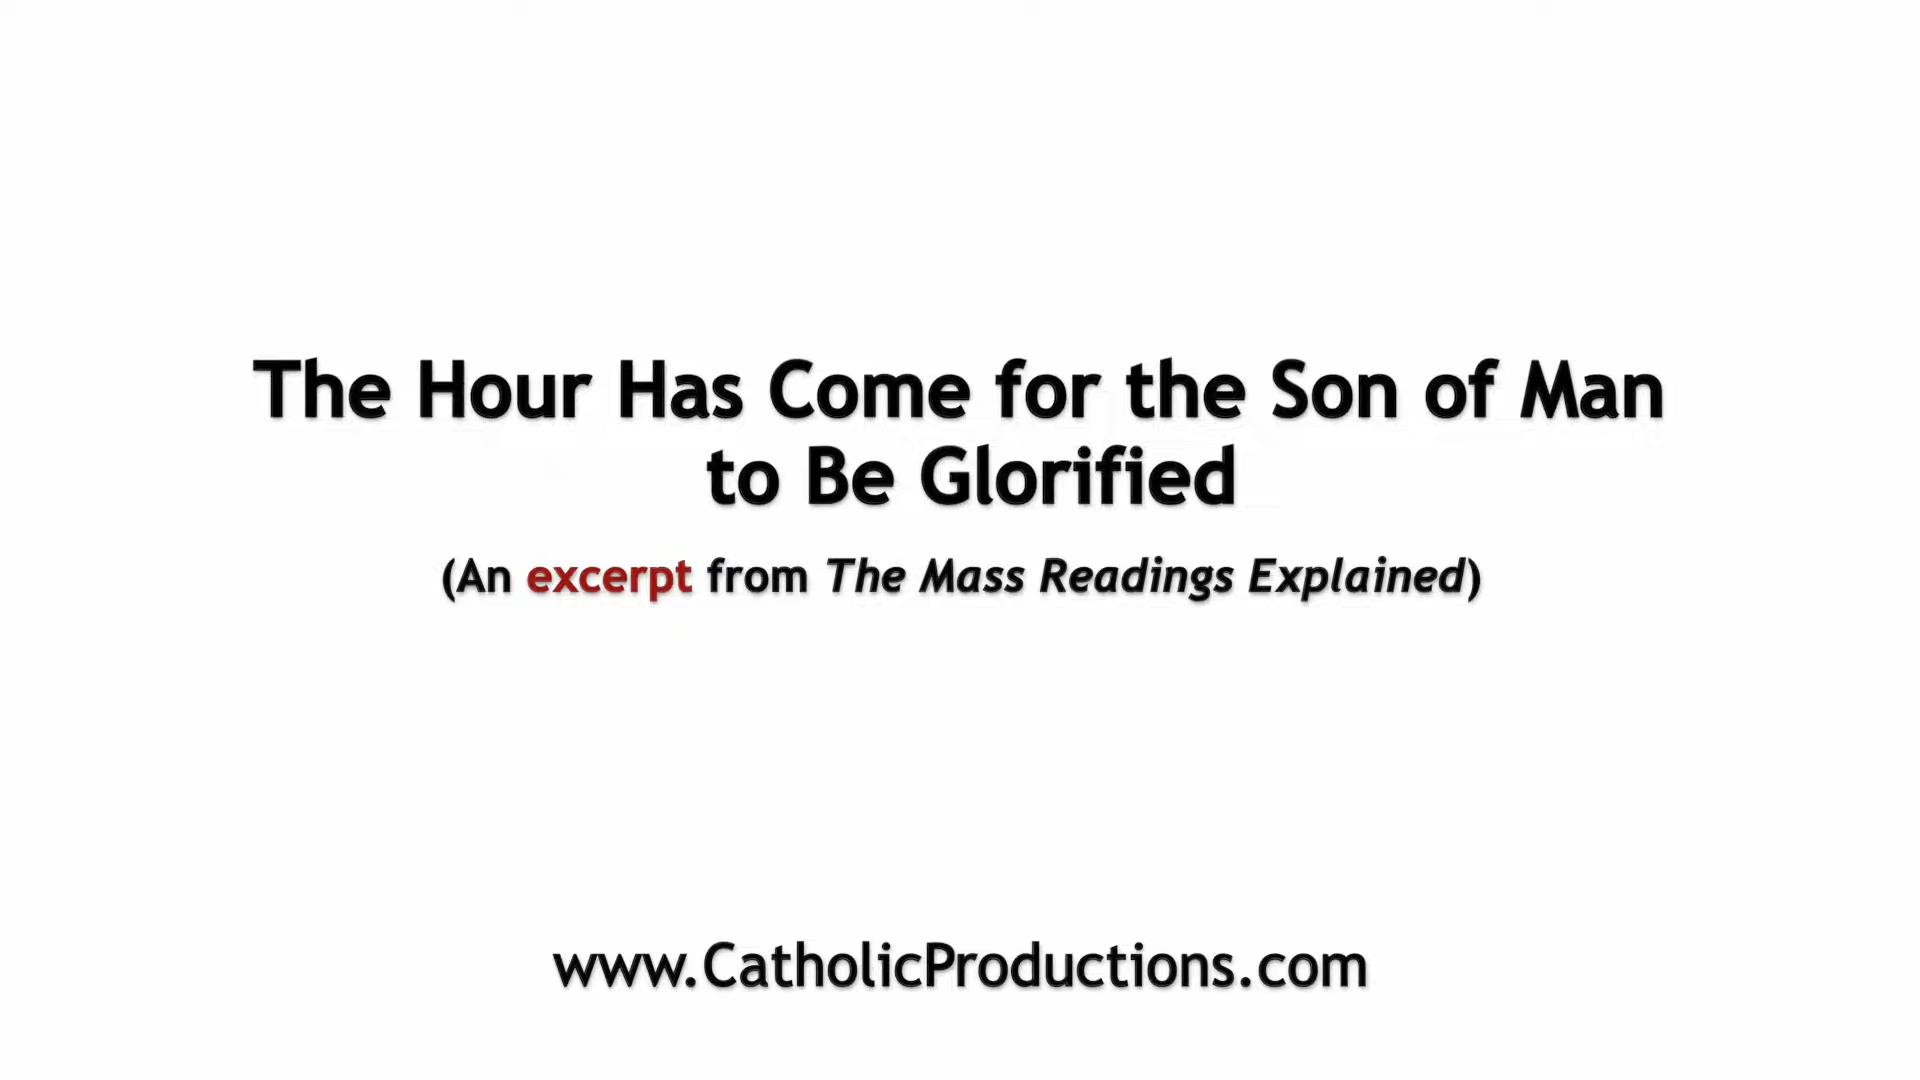 The Hour Has Come for the Son of Man
to Be Glorified
(An excerpt from The Mass Readings Explained)
www.CatholicProductions.com